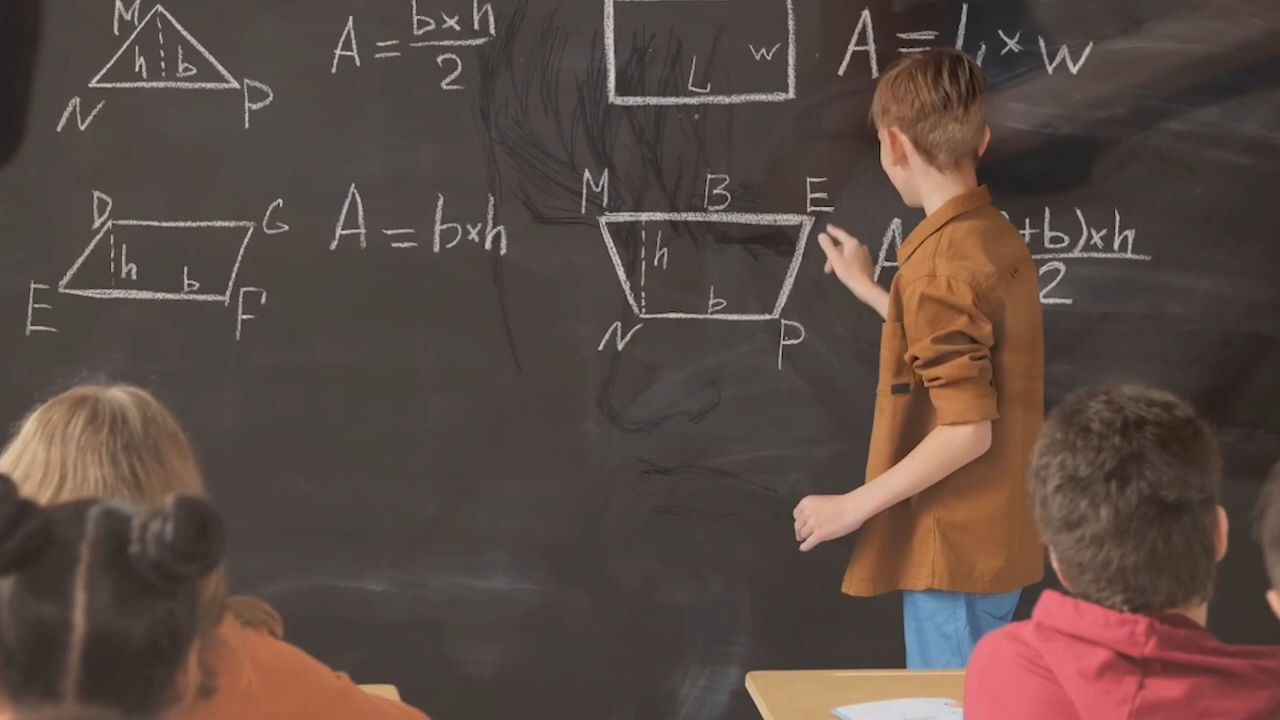 M
h b
N P
A = b×h/2
W
L
A = L×W
D G
h b
E F
A = b×h
M B E
h
b
N P
A +b)×h
2